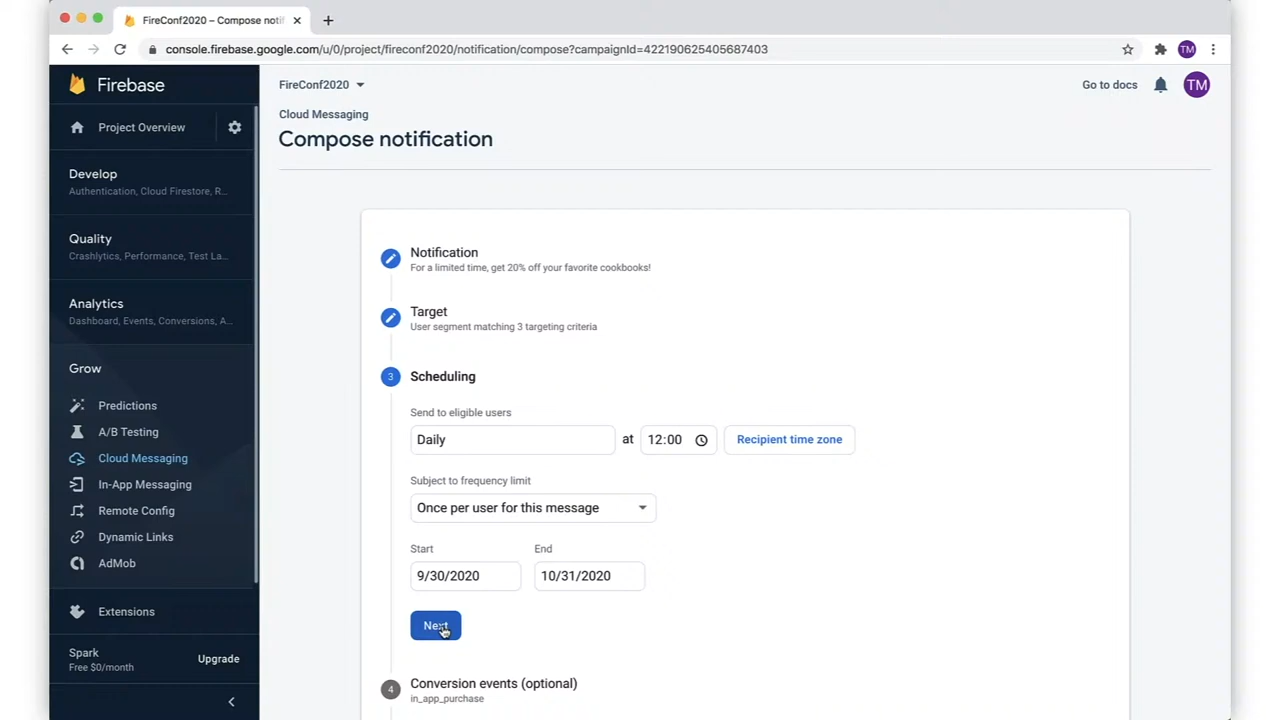 FireConf2020 – Compose notif
console.firebase.google.com/u/0/project/fireconf2020/notification/compose?campaignId=422190625405687403
TM
Firebase
FireConf2020
Go to docs
TM
Project Overview
Cloud Messaging
Compose notification
Develop
Authentication, Cloud Firestore, R...
Quality
Crashlytics, Performance, Test La...
Analytics
Dashboard, Events, Conversions, A...
Grow
Predictions
A/B Testing
Cloud Messaging
In-App Messaging
Remote Config
Dynamic Links
AdMob
Extensions
Spark
Free $0/month
Upgrade
Notification
For a limited time, get 20% off your favorite cookbooks!
Target
User segment matching 3 targeting criteria
3 Scheduling
Send to eligible users
Daily at 12:00 Recipient time zone
Subject to frequency limit
Once per user for this message
Start End
9/30/2020 10/31/2020
Next
4 Conversion events (optional)
in_app_purchase